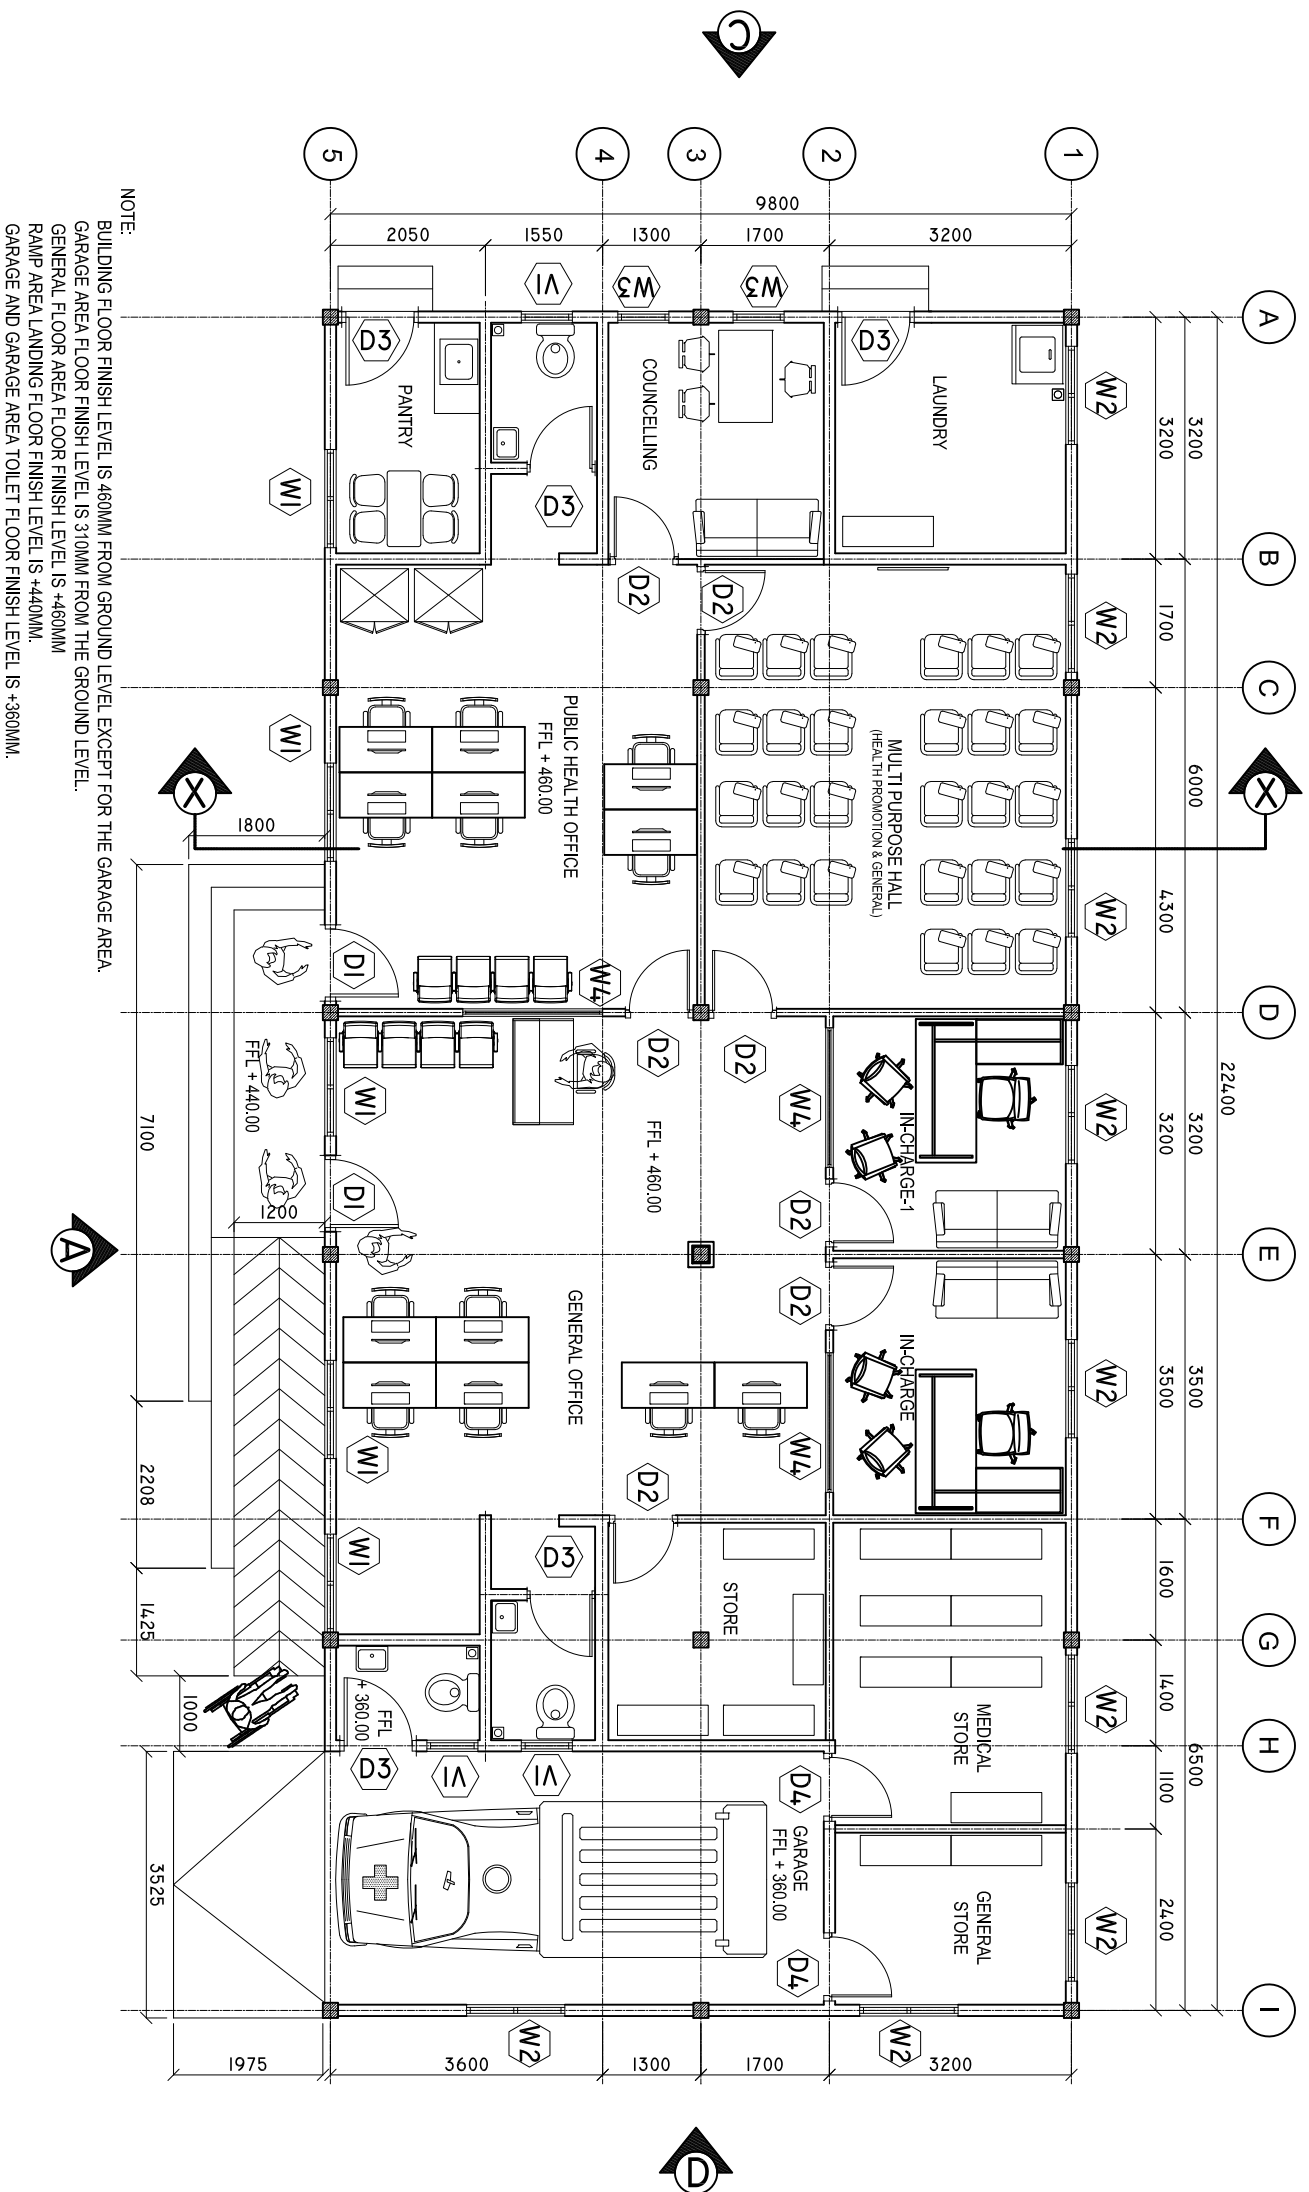 A B C D E F G H I
X
22400
3200 6000 3200 3500 6500
3200 1700 4300 3200 3500 1600 1400 1100 2400
W2 W2 W2 W2 W2 W2 W2
1
3200
LAUNDRY
D3
MULTI PURPOSE HALL
(HEALTH PROMOTION & GENERAL)
IN-CHARGE-1
IN-CHARGE
MEDICAL
STORE
GENERAL
STORE
W2
3200
2
W4 D2 D2 W4 D4 D4
9800
1700
W3
D2
D2
STORE
GARAGE
FFL + 360.00
1700
3
C
D
1300
W3
COUNCELLING
D2
D2
FFL + 460.00
D2
1300
4
W4
PUBLIC HEALTH OFFICE
FFL + 460.00
GENERAL OFFICE
1550
V1
D3
D3
V1
W2
3600
2050
D3
PANTRY
V1
FFL
+ 360.00
D3
D1
W1
D1
W1
W1
5
W1
W1
1800
FFL + 440.00
1200
1000
1975
X
7100 2208 1425
3525
A
NOTE:
BUILDING FLOOR FINISH LEVEL IS 460MM FROM GROUND LEVEL EXCEPT FOR THE GARAGE AREA.
GARAGE AREA FLOOR FINISH LEVEL IS 310MM FROM THE GROUND LEVEL.
GENERAL FLOOR AREA FLOOR FINISH LEVEL IS +460MM
RAMP AREA LANDING FLOOR FINISH LEVEL IS +440MM.
GARAGE AND GARAGE AREA TOILET FLOOR FINISH LEVEL IS +360MM.